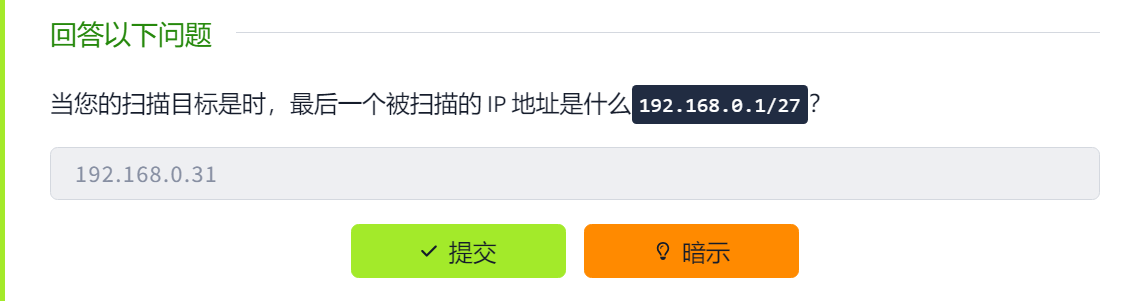 回答以下问题
当您的扫描目标是时，最后一个被扫描的 IP 地址是什么 192.168.0.1/27 ？
192.168.0.31
提交 暗示